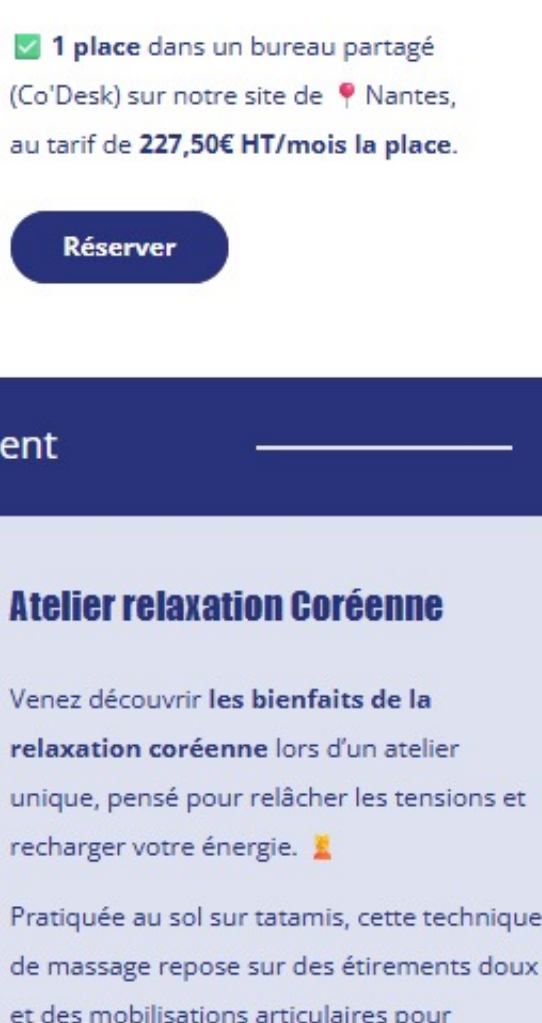 ✅ 1 place dans un bureau partagé
(Co'Desk) sur notre site de 📍 Nantes,
au tarif de 227,50€ HT/mois la place.
Réserver
ent
Atelier relaxation Coréenne
Venez découvrir les bienfaits de la
relaxation coréenne lors d’un atelier
unique, pensé pour relâcher les tensions et
recharger votre énergie.
Pratiquée au sol sur tatamis, cette technique
de massage repose sur des étirements doux
et des mobilisations articulaires pour